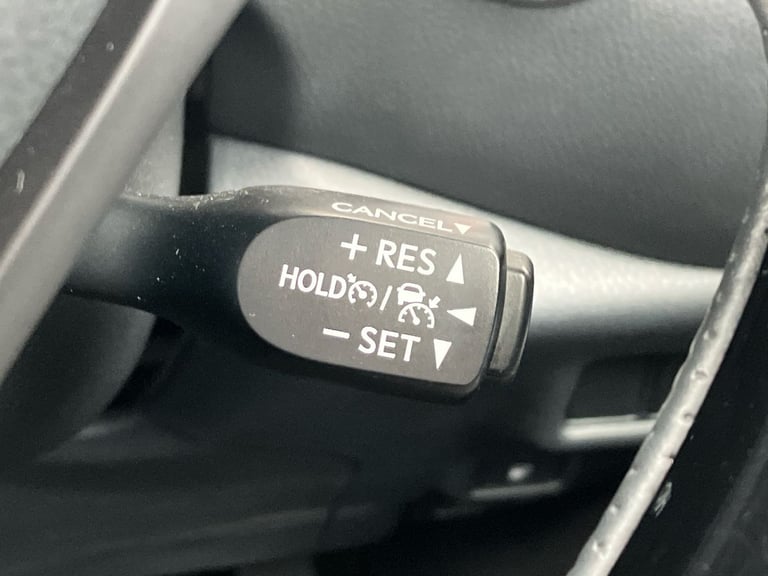 CANCEL▼
+ RES ▲
HOLD / ◄
− SET ▼